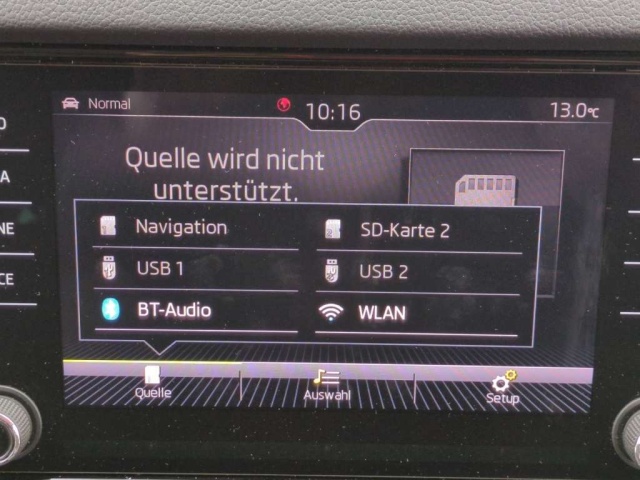 Normal
10:16
13.0°C
Quelle wird nicht
unterstützt.
Navigation
SD-Karte 2
USB 1
USB 2
BT-Audio
WLAN
Quelle
Auswahl
Setup